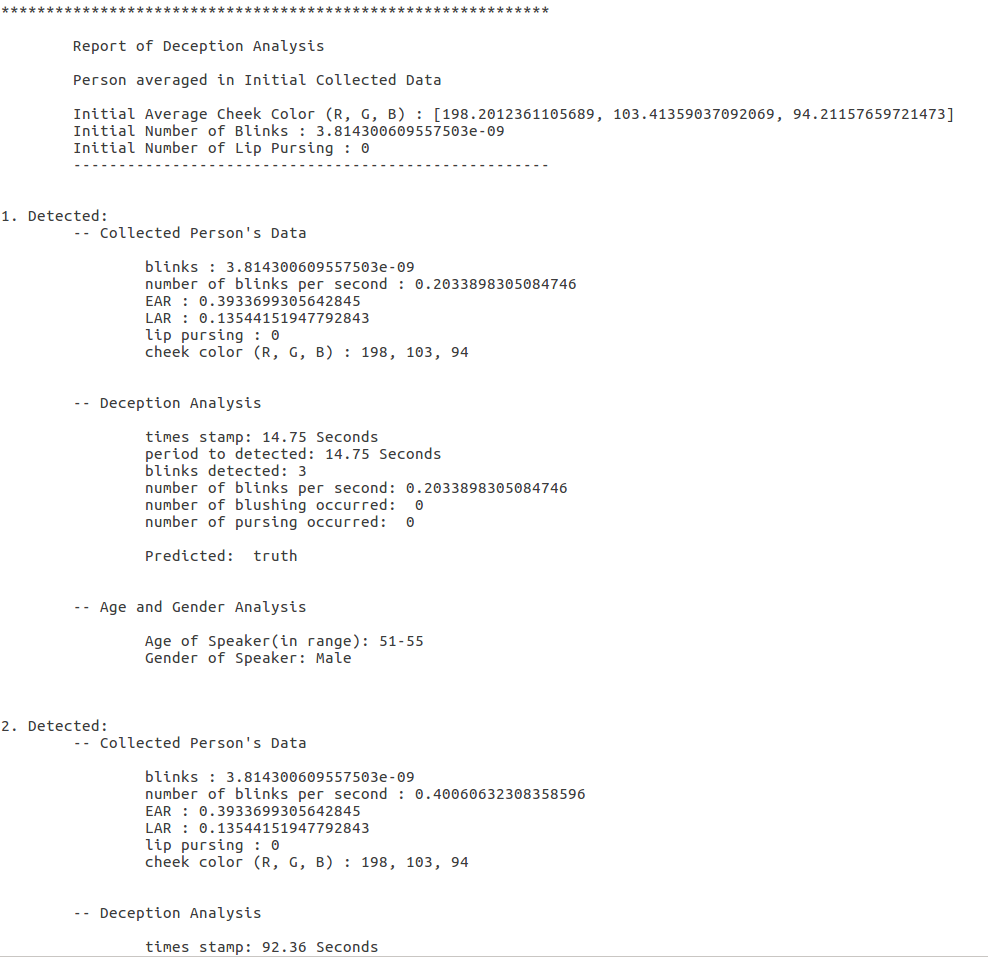 *************************************************************
Report of Deception Analysis
Person averaged in Initial Collected Data
Initial Average Cheek Color (R, G, B) : [198.2012361105689, 103.41359037092069, 94.21157659721473]
Initial Number of Blinks : 3.814300609557503e-09
Initial Number of Lip Pursing : 0
-----------------------------------------------------
1. Detected:
-- Collected Person's Data
blinks : 3.814300609557503e-09
number of blinks per second : 0.2033898305084746
EAR : 0.3933699305642845
LAR : 0.13544151947792843
lip pursing : 0
cheek color (R, G, B) : 198, 103, 94
-- Deception Analysis
times stamp: 14.75 Seconds
period to detected: 14.75 Seconds
blinks detected: 3
number of blinks per second: 0.2033898305084746
number of blushing occurred:  0
number of pursing occurred:  0
Predicted:  truth
-- Age and Gender Analysis
Age of Speaker(in range): 51-55
Gender of Speaker: Male
2. Detected:
-- Collected Person's Data
blinks : 3.814300609557503e-09
number of blinks per second : 0.40060632308358596
EAR : 0.3933699305642845
LAR : 0.13544151947792843
lip pursing : 0
cheek color (R, G, B) : 198, 103, 94
-- Deception Analysis
times stamp: 92.36 Seconds